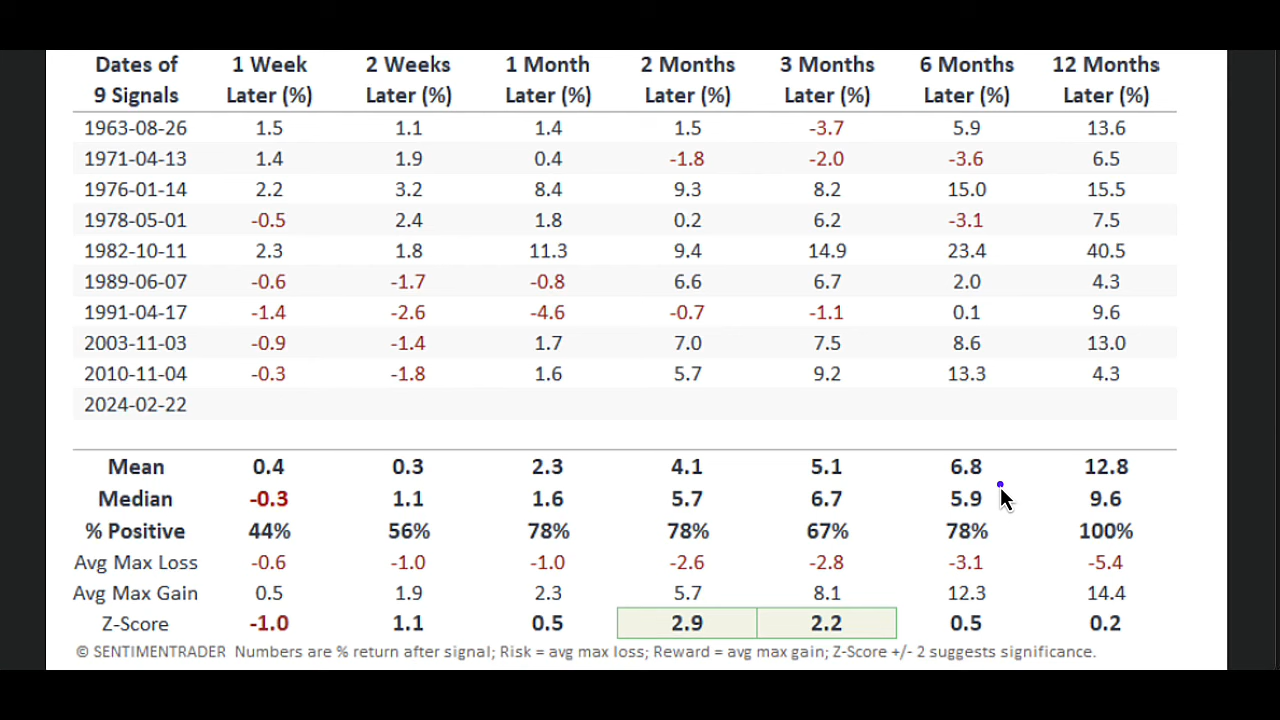 Dates of 1 Week 2 Weeks 1 Month 2 Months 3 Months 6 Months 12 Months
9 Signals Later (%) Later (%) Later (%) Later (%) Later (%) Later (%) Later (%)
1963-08-26 1.5 1.1 1.4 1.5 -3.7 5.9 13.6
1971-04-13 1.4 1.9 0.4 -1.8 -2.0 -3.6 6.5
1976-01-14 2.2 3.2 8.4 9.3 8.2 15.0 15.5
1978-05-01 -0.5 2.4 1.8 0.2 6.2 -3.1 7.5
1982-10-11 2.3 1.8 11.3 9.4 14.9 23.4 40.5
1989-06-07 -0.6 -1.7 -0.8 6.6 6.7 2.0 4.3
1991-04-17 -1.4 -2.6 -4.6 -0.7 -1.1 0.1 9.6
2003-11-03 -0.9 -1.4 1.7 7.0 7.5 8.6 13.0
2010-11-04 -0.3 -1.8 1.6 5.7 9.2 13.3 4.3
2024-02-22
Mean 0.4 0.3 2.3 4.1 5.1 6.8 12.8
Median -0.3 1.1 1.6 5.7 6.7 5.9 9.6
% Positive 44% 56% 78% 78% 67% 78% 100%
Avg Max Loss -0.6 -1.0 -1.0 -2.6 -2.8 -3.1 -5.4
Avg Max Gain 0.5 1.9 2.3 5.7 8.1 12.3 14.4
Z-Score -1.0 1.1 0.5 2.9 2.2 0.5 0.2
© SENTIMENTRADER Numbers are % return after signal; Risk = avg max loss; Reward = avg max gain; Z-Score +/- 2 suggests significance.